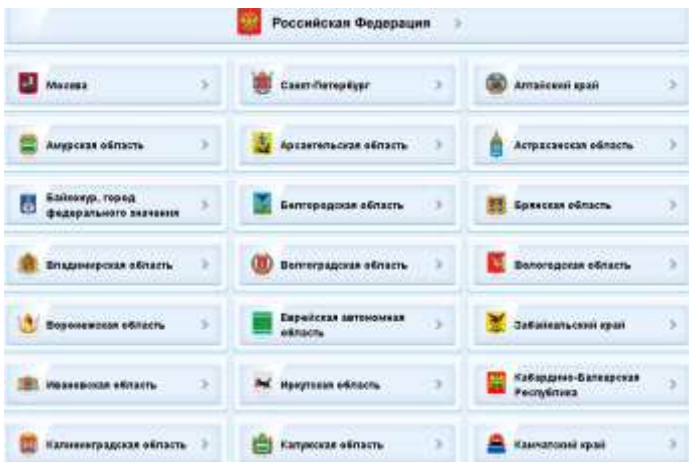 Российская Федерация
Москва
Санкт-Петербург
Алтайский край
Амурская область
Архангельская область
Астраханская область
Байконур, город
федерального значения
Белгородская область
Брянская область
Владимирская область
Волгоградская область
Вологодская область
Воронежская область
Еврейская автономная
область
Забайкальский край
Ивановская область
Иркутская область
Кабардино-Балкарская
Республика
Калининградская область
Калужская область
Камчатский край